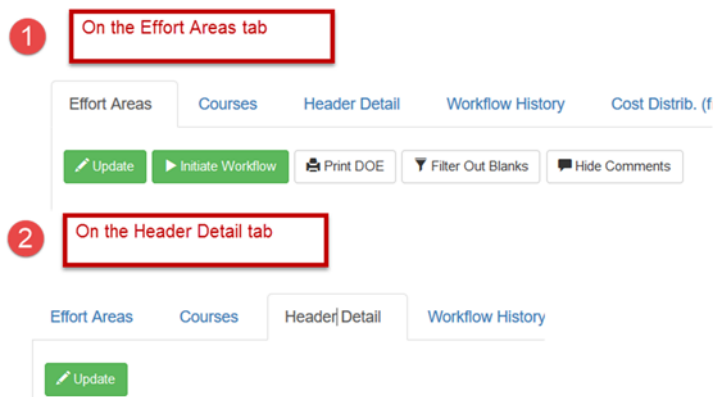 1
On the Effort Areas tab
Effort Areas Courses Header Detail Workflow History Cost Distrib. (f
Update Initiate Workflow Print DOE Filter Out Blanks Hide Comments
2
On the Header Detail tab
Effort Areas Courses Header Detail Workflow History
Update